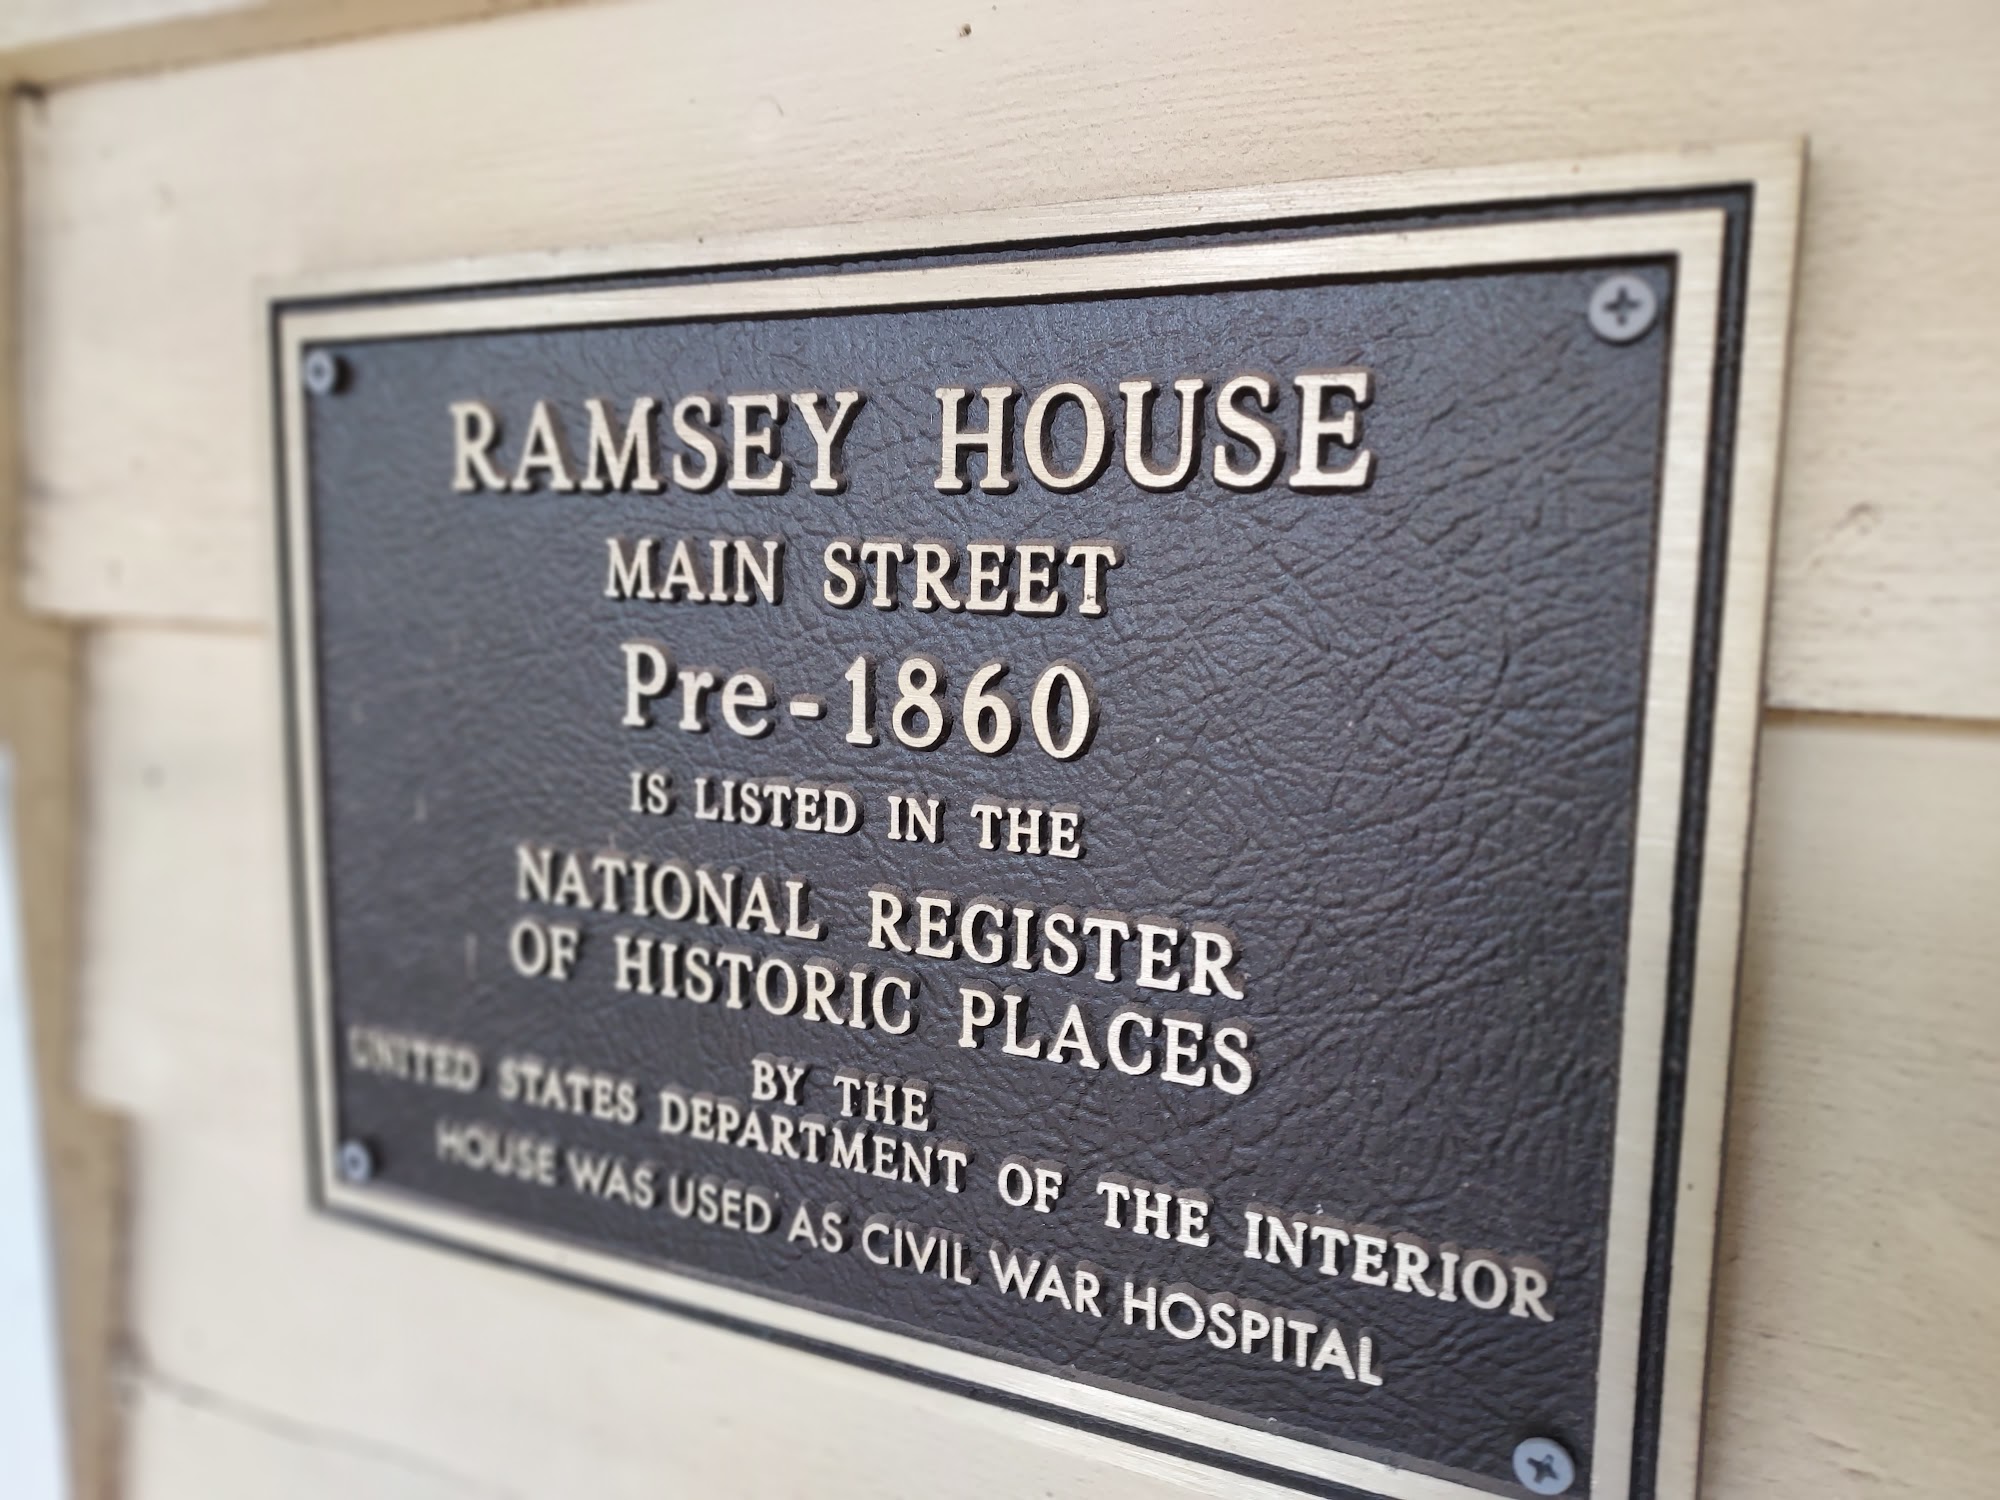 RAMSEY HOUSE
MAIN STREET
Pre-1860
IS LISTED IN THE
NATIONAL REGISTER
OF HISTORIC PLACES
BY THE
UNITED STATES DEPARTMENT OF THE INTERIOR
HOUSE WAS USED AS CIVIL WAR HOSPITAL